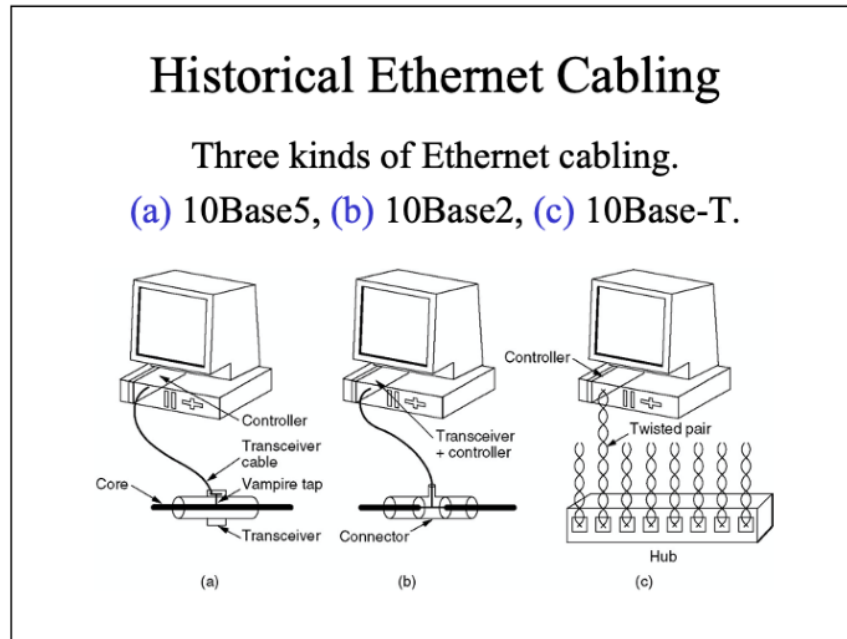 Historical Ethernet Cabling
Three kinds of Ethernet cabling.
(a) 10Base5, (b) 10Base2, (c) 10Base-T.
Controller
Transceiver
cable
Vampire tap
Core
Transceiver
(a)
Transceiver
+ controller
Connector
(b)
Controller
Twisted pair
Hub
(c)